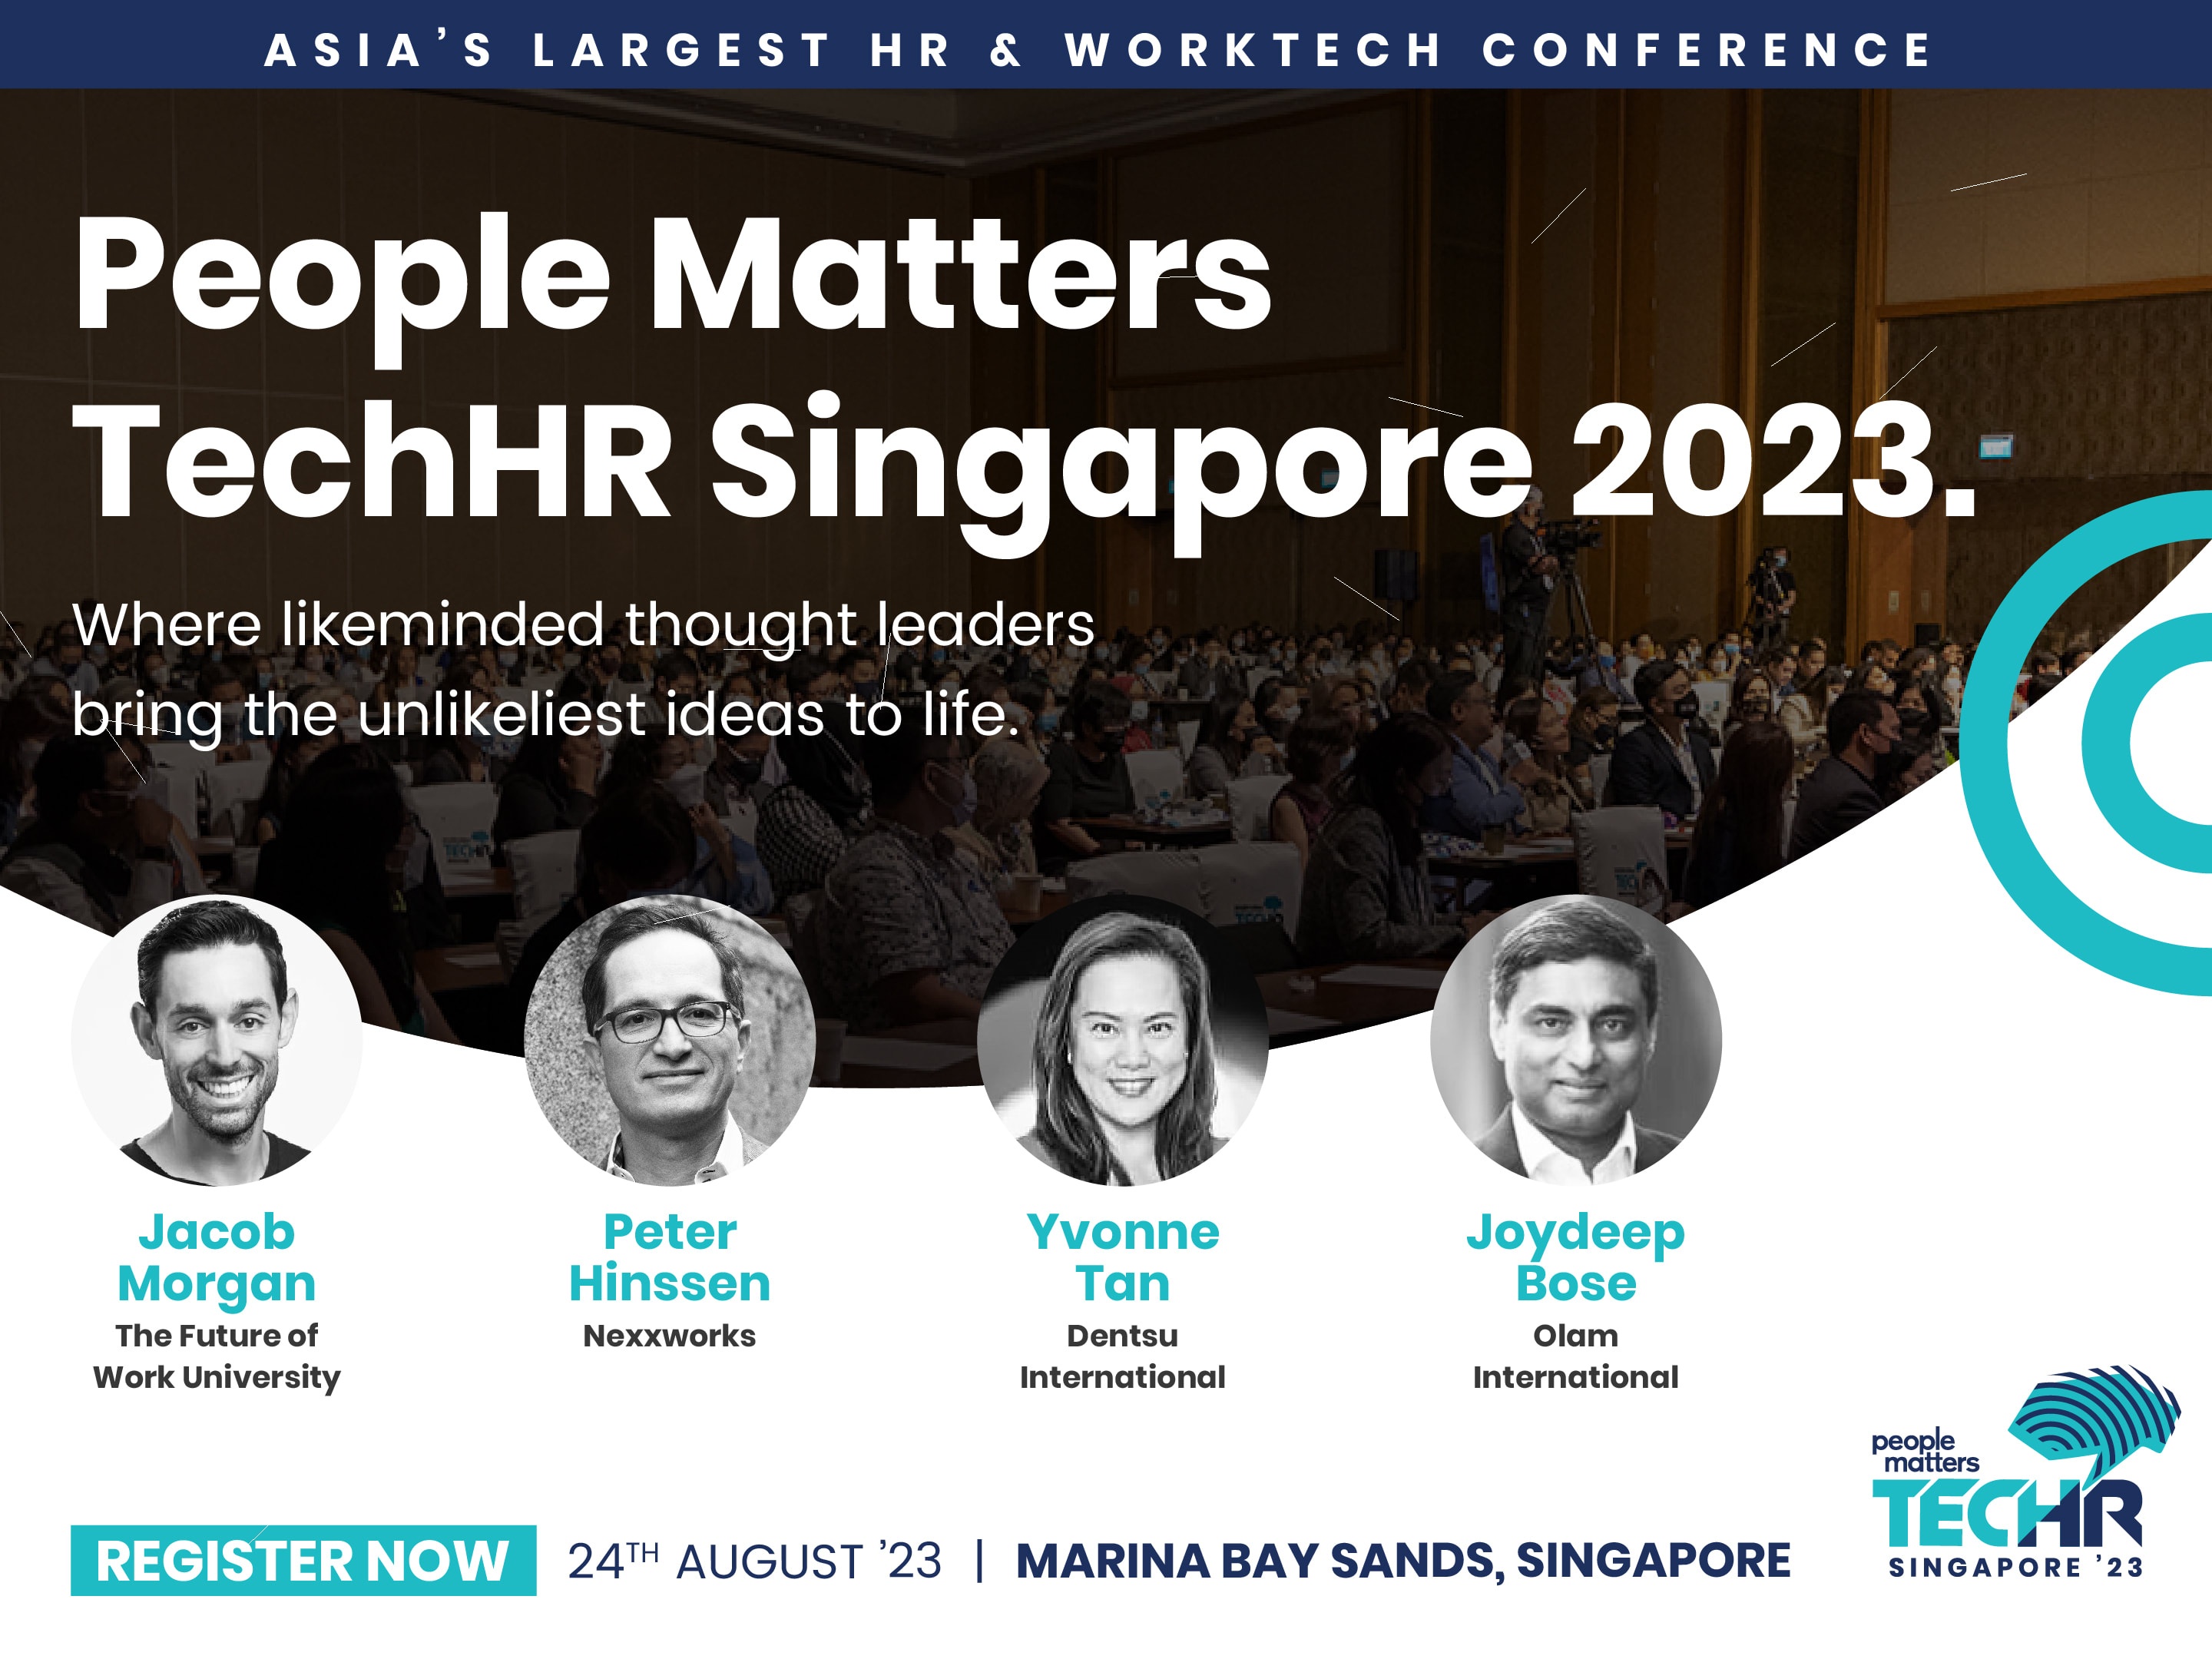 ASIA’S LARGEST HR & WORKTECH CONFERENCE
People Matters
TechHR Singapore 2023.
Where likeminded thought leaders
bring the unlikeliest ideas to life.
Jacob
Morgan
The Future of
Work University
Peter
Hinssen
Nexxworks
Yvonne
Tan
Dentsu
International
Joydeep
Bose
Olam
International
people
matters
TECHR
SINGAPORE ’23
REGISTER NOW
24TH AUGUST ’23 | MARINA BAY SANDS, SINGAPORE